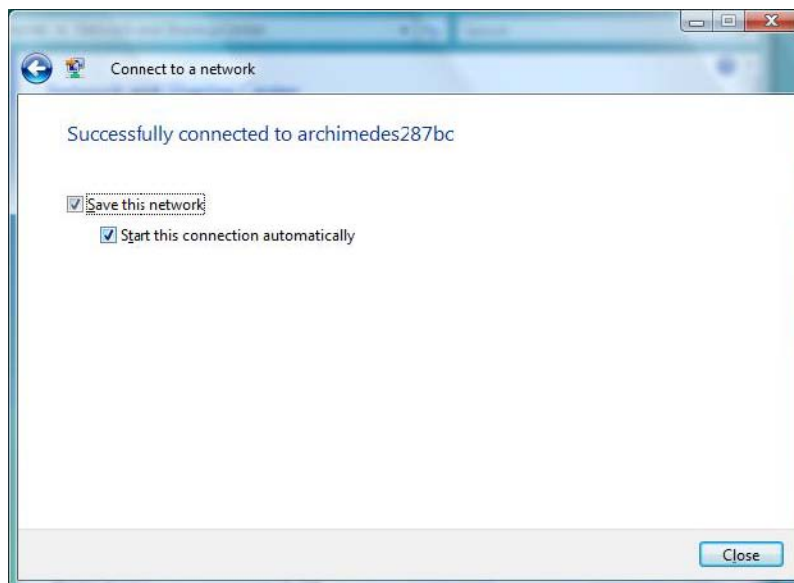 Connect to a network
Successfully connected to archimedes287bc
Save this network
Start this connection automatically
Close